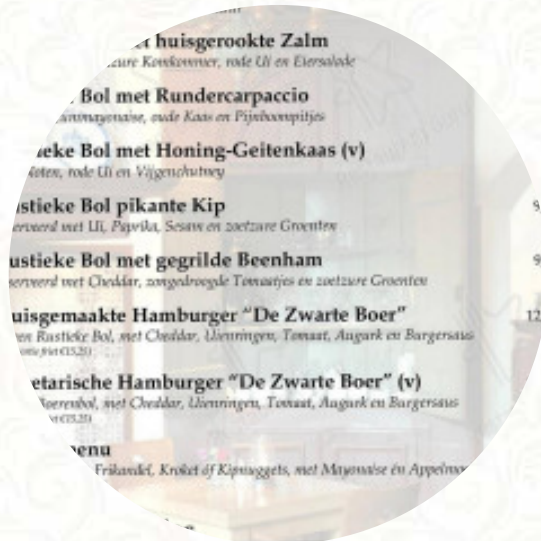 huisgerookte Zalm
Komkommer, rode Ui en Eiersalade
Bol met Rundercarpaccio
oude Kaas en Pijnboompitjes
ieke Bol met Honing-Geitenkaas (v)
Noten, rode Ui en Vijgenchutney
stieke Bol pikante Kip
erveerd met Ui, Paprika, Sesam en zoetzure Groenten
ustieke Bol met gegrilde Beenham
serveerd met Cheddar, zongedroogde Tomaatjes en zoetzure Groenten
uisgemaakte Hamburger “De Zwarte Boer”
12
en Rustieke Bol, met Cheddar, Uienringen, Tomaat, Augurk en Burgersaus
etarische Hamburger “De Zwarte Boer” (v)
Boerenbol, met Cheddar, Uienringen, Tomaat, Augurk en Burgersaus
enu
Frikandel, Kroket óf Kipnuggets, met Mayonaise én Appelmo